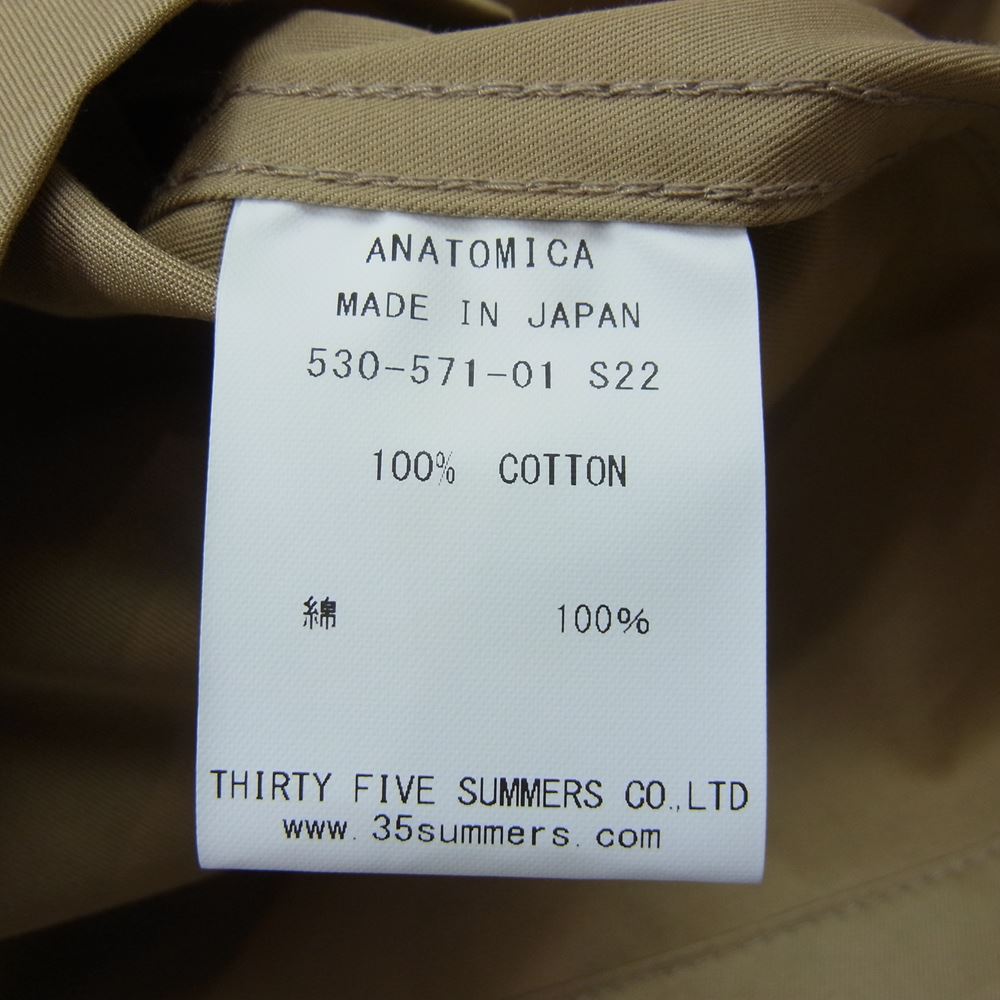 ANATOMICA
MADE IN JAPAN
530-571-01 S22
100% COTTON
綿 100%
THIRTY FIVE SUMMERS CO.,LTD
www.35summers.com